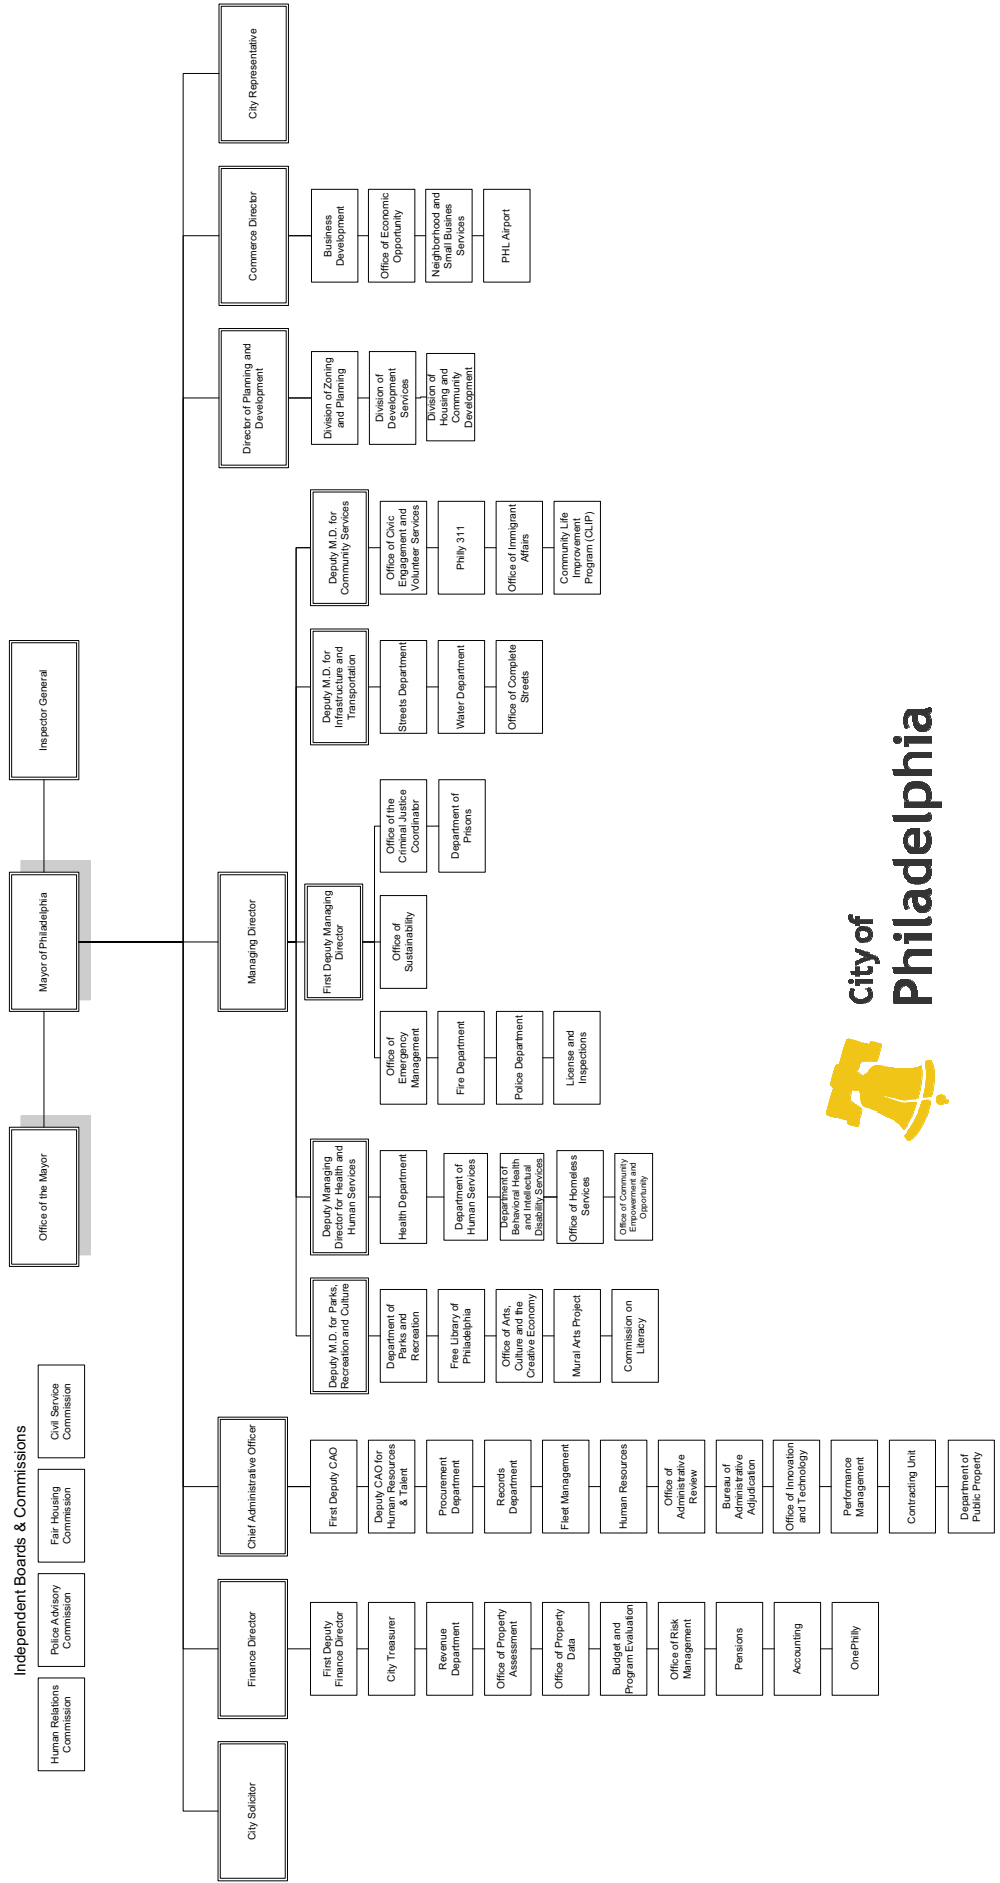 Independent Boards & Commissions
Human Relations
Commission
Police Advisory
Commission
Fair Housing
Commission
Civil Service
Commission
Office of the Mayor
Mayor of Philadelphia
Inspector General
City Solicitor
Finance Director
Chief Administrative Officer
Managing Director
Director of Planning and
Development
Commerce Director
City Representative
First Deputy
Finance Director
City Treasurer
Revenue
Department
Office of Property
Assessment
Office of Property
Data
Budget and
Program Evaluation
Office of Risk
Management
Pensions
Accounting
OnePhilly
First Deputy CAO
Deputy CAO for
Human Resources
& Talent
Procurement
Department
Records
Department
Fleet Management
Human Resources
Office of
Administrative
Review
Bureau of
Administrative
Adjudication
Office of Innovation
and Technology
Performance
Management
Contracting Unit
Department of
Public Property
Deputy M.D. for Parks,
Recreation and Culture
Department of
Parks and
Recreation
Free Library of
Philadelphia
Office of Arts,
Culture and the
Creative Economy
Mural Arts Project
Commission on
Literacy
Deputy Managing
Director for Health and
Human Services
Health Department
Department of
Human Services
Department of
Behavioral Health
and Intellectual
Disability Services
Office of Homeless
Services
Office of Community
Empowerment and
Opportunity
First Deputy Managing
Director
Office of
Emergency
Management
Fire Department
Police Department
License and
Inspections
Office of
Sustainability
Office of the
Criminal Justice
Coordinator
Department of
Prisons
Deputy M.D. for
Infrastructure and
Transportation
Streets Department
Water Department
Office of Complete
Streets
Deputy M.D. for
Community Services
Office of Civic
Engagement and
Volunteer Services
Philly 311
Office of Immigrant
Affairs
Community Life
Improvement
Program (CLIP)
Division of Zoning
and Planning
Division of
Development
Services
Division of
Housing and
Community
Development
Business
Development
Office of Economic
Opportunity
Neighborhood and
Small Busines
Services
PHL Airport
City of
Philadelphia